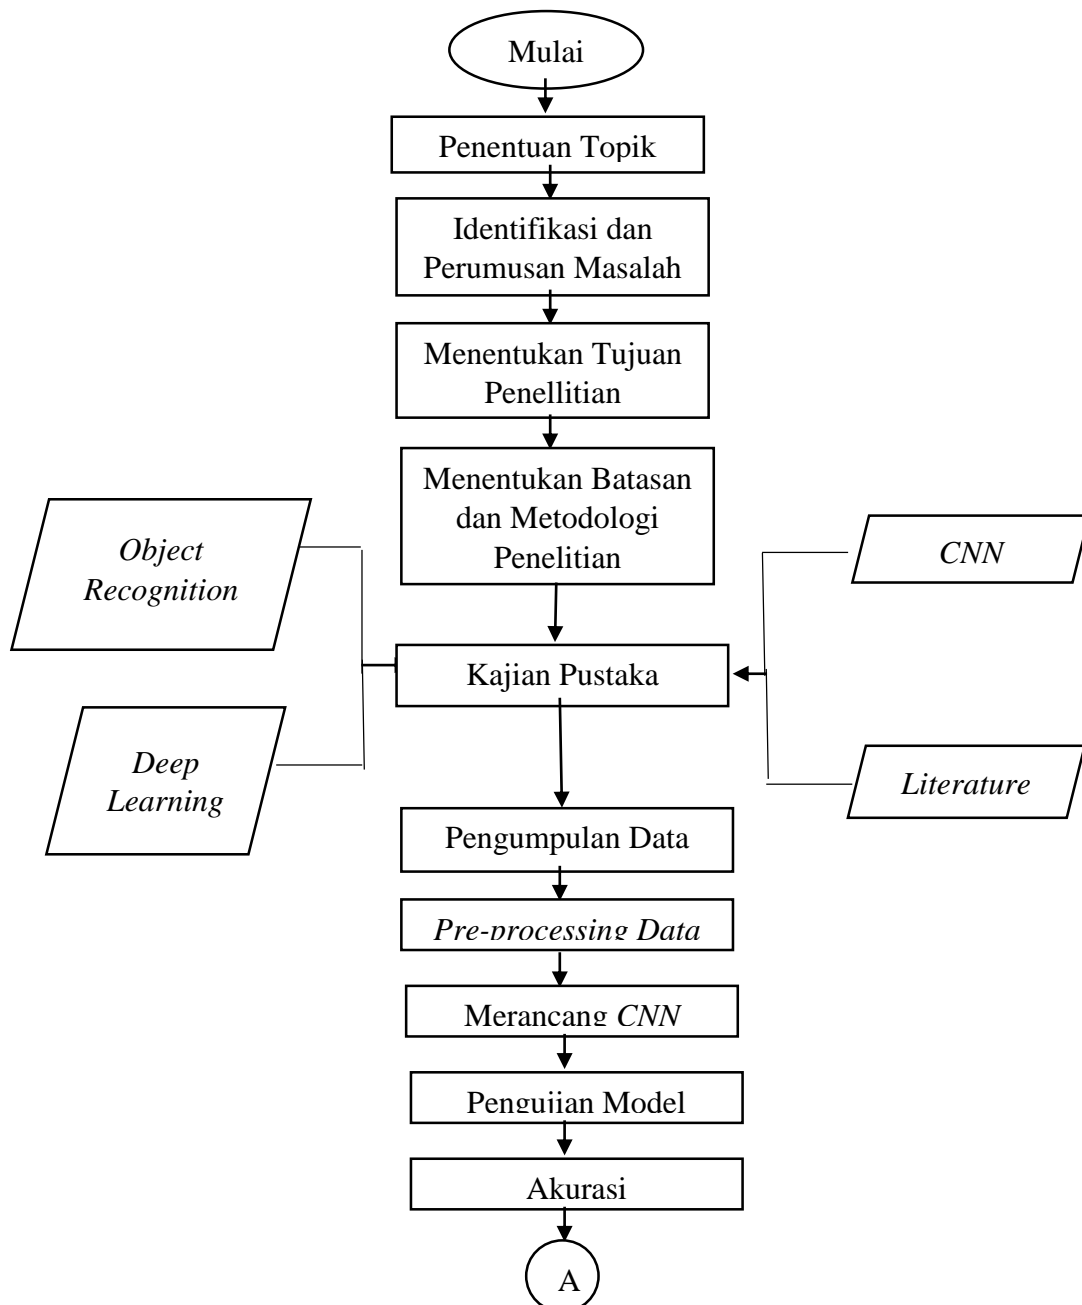 Mulai
Penentuan Topik
Identifikasi dan
Perumusan Masalah
Menentukan Tujuan
Penellitian
Menentukan Batasan
dan Metodologi
Penelitian
Object
Recognition
CNN
Kajian Pustaka
Deep
Learning
Literature
Pengumpulan Data
Pre-processing Data
Merancang CNN
Pengujian Model
Akurasi
A